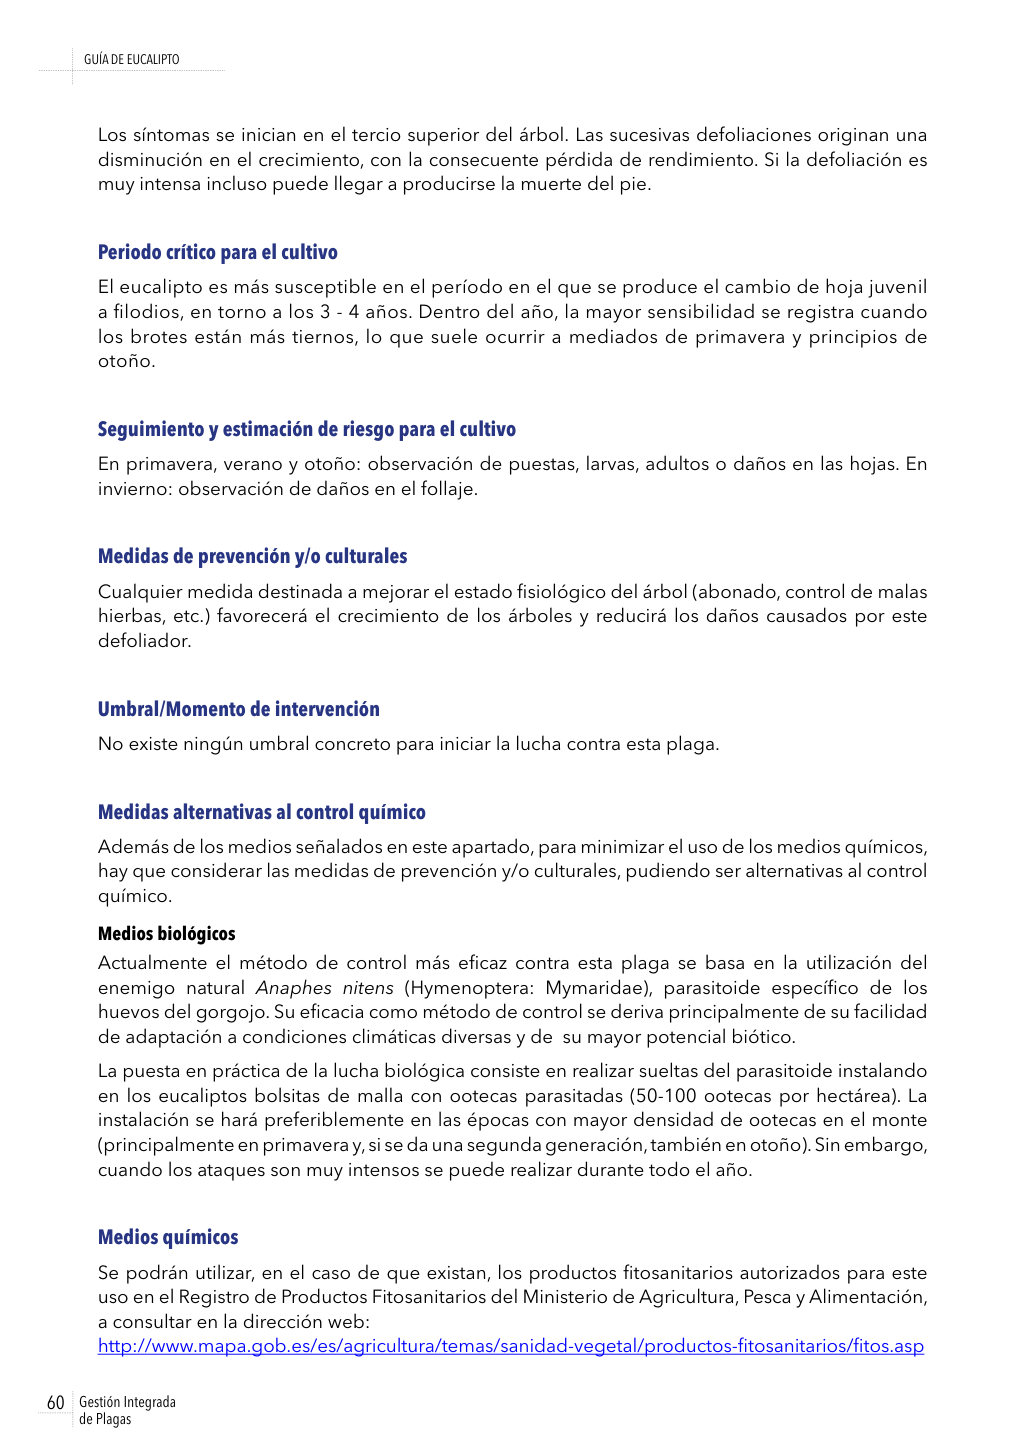 GUÍA DE EUCALIPTO
Los síntomas se inician en el tercio superior del árbol. Las sucesivas defoliaciones originan una
disminución en el crecimiento, con la consecuente pérdida de rendimiento. Si la defoliación es
muy intensa incluso puede llegar a producirse la muerte del pie.
Periodo crítico para el cultivo
El eucalipto es más susceptible en el período en el que se produce el cambio de hoja juvenil
a filodios, en torno a los 3 - 4 años. Dentro del año, la mayor sensibilidad se registra cuando
los brotes están más tiernos, lo que suele ocurrir a mediados de primavera y principios de
otoño.
Seguimiento y estimación de riesgo para el cultivo
En primavera, verano y otoño: observación de puestas, larvas, adultos o daños en las hojas. En
invierno: observación de daños en el follaje.
Medidas de prevención y/o culturales
Cualquier medida destinada a mejorar el estado fisiológico del árbol (abonado, control de malas
hierbas, etc.) favorecerá el crecimiento de los árboles y reducirá los daños causados por este
defoliador.
Umbral/Momento de intervención
No existe ningún umbral concreto para iniciar la lucha contra esta plaga.
Medidas alternativas al control químico
Además de los medios señalados en este apartado, para minimizar el uso de los medios químicos,
hay que considerar las medidas de prevención y/o culturales, pudiendo ser alternativas al control
químico.
Medios biológicos
Actualmente el método de control más eficaz contra esta plaga se basa en la utilización del
enemigo natural Anaphes nitens (Hymenoptera: Mymaridae), parasitoide específico de los
huevos del gorgojo. Su eficacia como método de control se deriva principalmente de su facilidad
de adaptación a condiciones climáticas diversas y de  su mayor potencial biótico.
La puesta en práctica de la lucha biológica consiste en realizar sueltas del parasitoide instalando
en los eucaliptos bolsitas de malla con ootecas parasitadas (50-100 ootecas por hectárea). La
instalación se hará preferiblemente en las épocas con mayor densidad de ootecas en el monte
(principalmente en primavera y, si se da una segunda generación, también en otoño). Sin embargo,
cuando los ataques son muy intensos se puede realizar durante todo el año.
Medios químicos
Se podrán utilizar, en el caso de que existan, los productos fitosanitarios autorizados para este
uso en el Registro de Productos Fitosanitarios del Ministerio de Agricultura, Pesca y Alimentación,
a consultar en la dirección web:
http://www.mapa.gob.es/es/agricultura/temas/sanidad-vegetal/productos-fitosanitarios/fitos.asp
60 Gestión Integrada
de Plagas